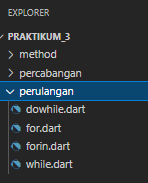 EXPLORER
PRAKTIKUM_3
method
percabangan
perulangan
dowhile.dart
for.dart
forin.dart
while.dart